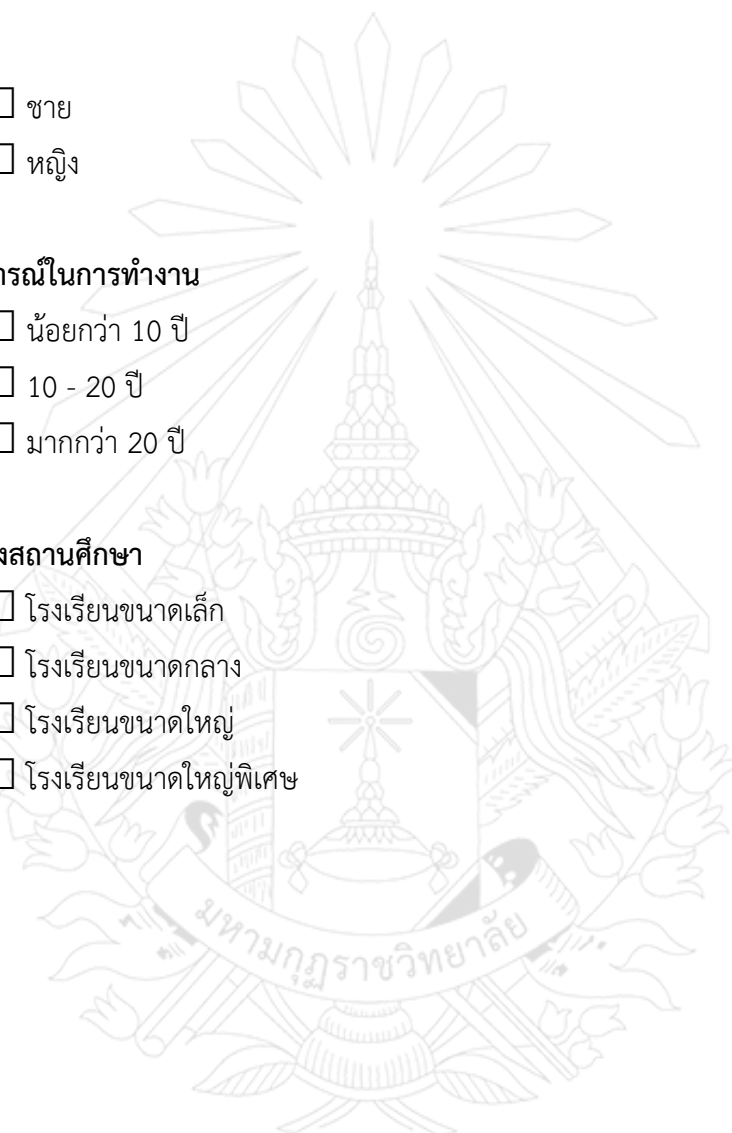 ☐ ชาย
☐ หญิง
ารณ์ในการทำงาน
☐ น้อยกว่า 10 ปี
☐ 10 - 20 ปี
☐ มากกว่า 20 ปี
งสถานศึกษา
☐ โรงเรียนขนาดเล็ก
☐ โรงเรียนขนาดกลาง
☐ โรงเรียนขนาดใหญ่
☐ โรงเรียนขนาดใหญ่พิเศษ
มหามกุฏราชวิทยาลัย